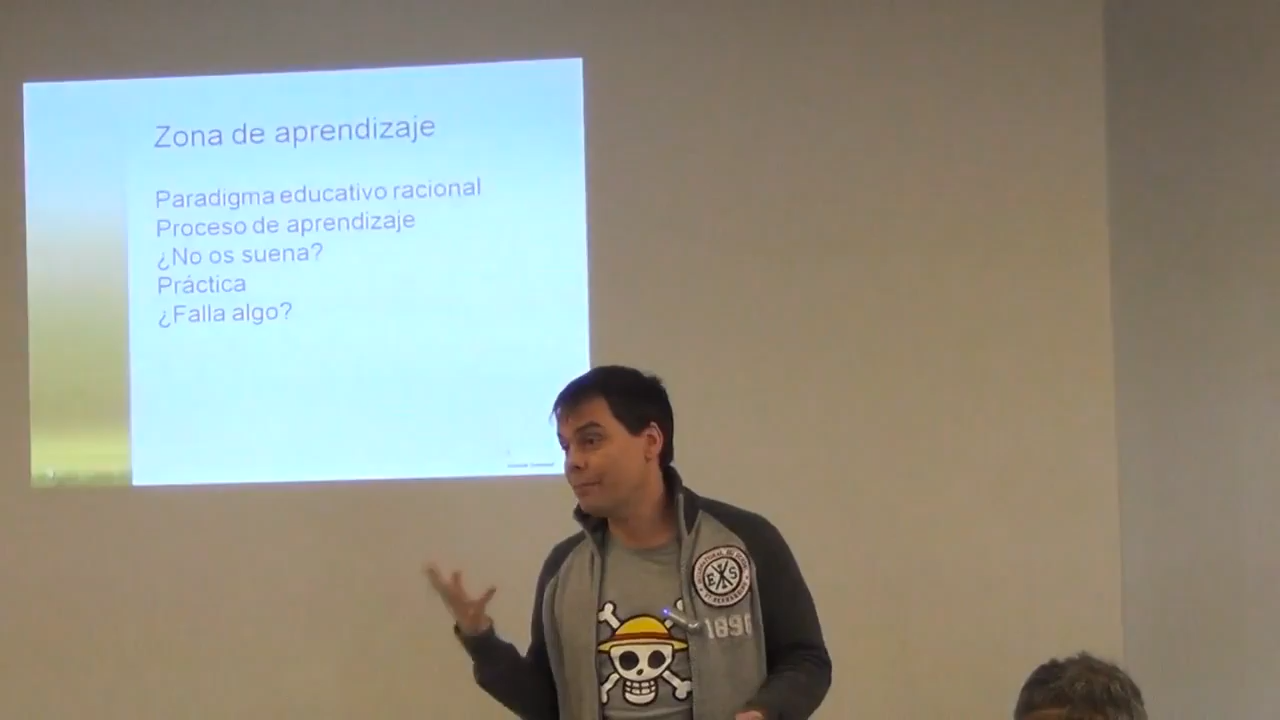 Zona de aprendizaje
Paradigma educativo racional
Proceso de aprendizaje
¿No os suena?
Práctica
¿Falla algo?